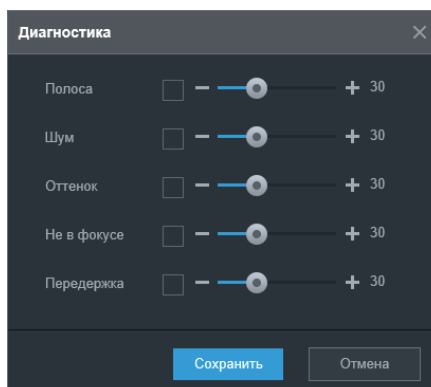 Диагностика
Полоса 30
Шум 30
Оттенок 30
Не в фокусе 30
Передержка 30
Сохранить Отмена